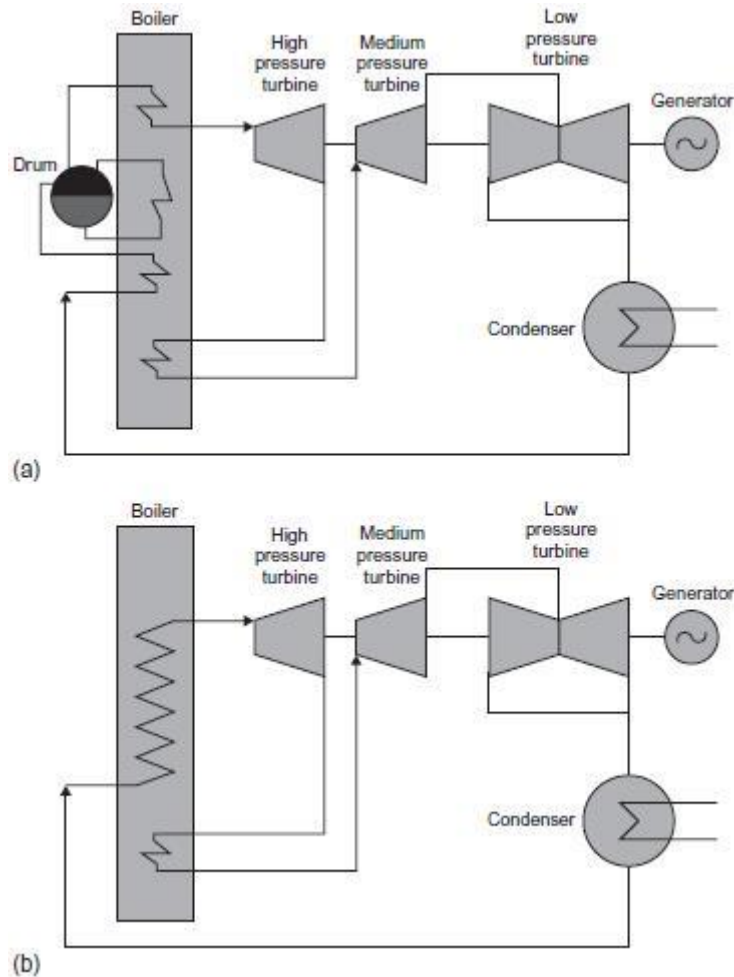 Boiler
High
pressure
turbine
Medium
pressure
turbine
Low
pressure
turbine
Generator
Drum
Condenser
(a)
Boiler
High
pressure
turbine
Medium
pressure
turbine
Low
pressure
turbine
Generator
Condenser
(b)